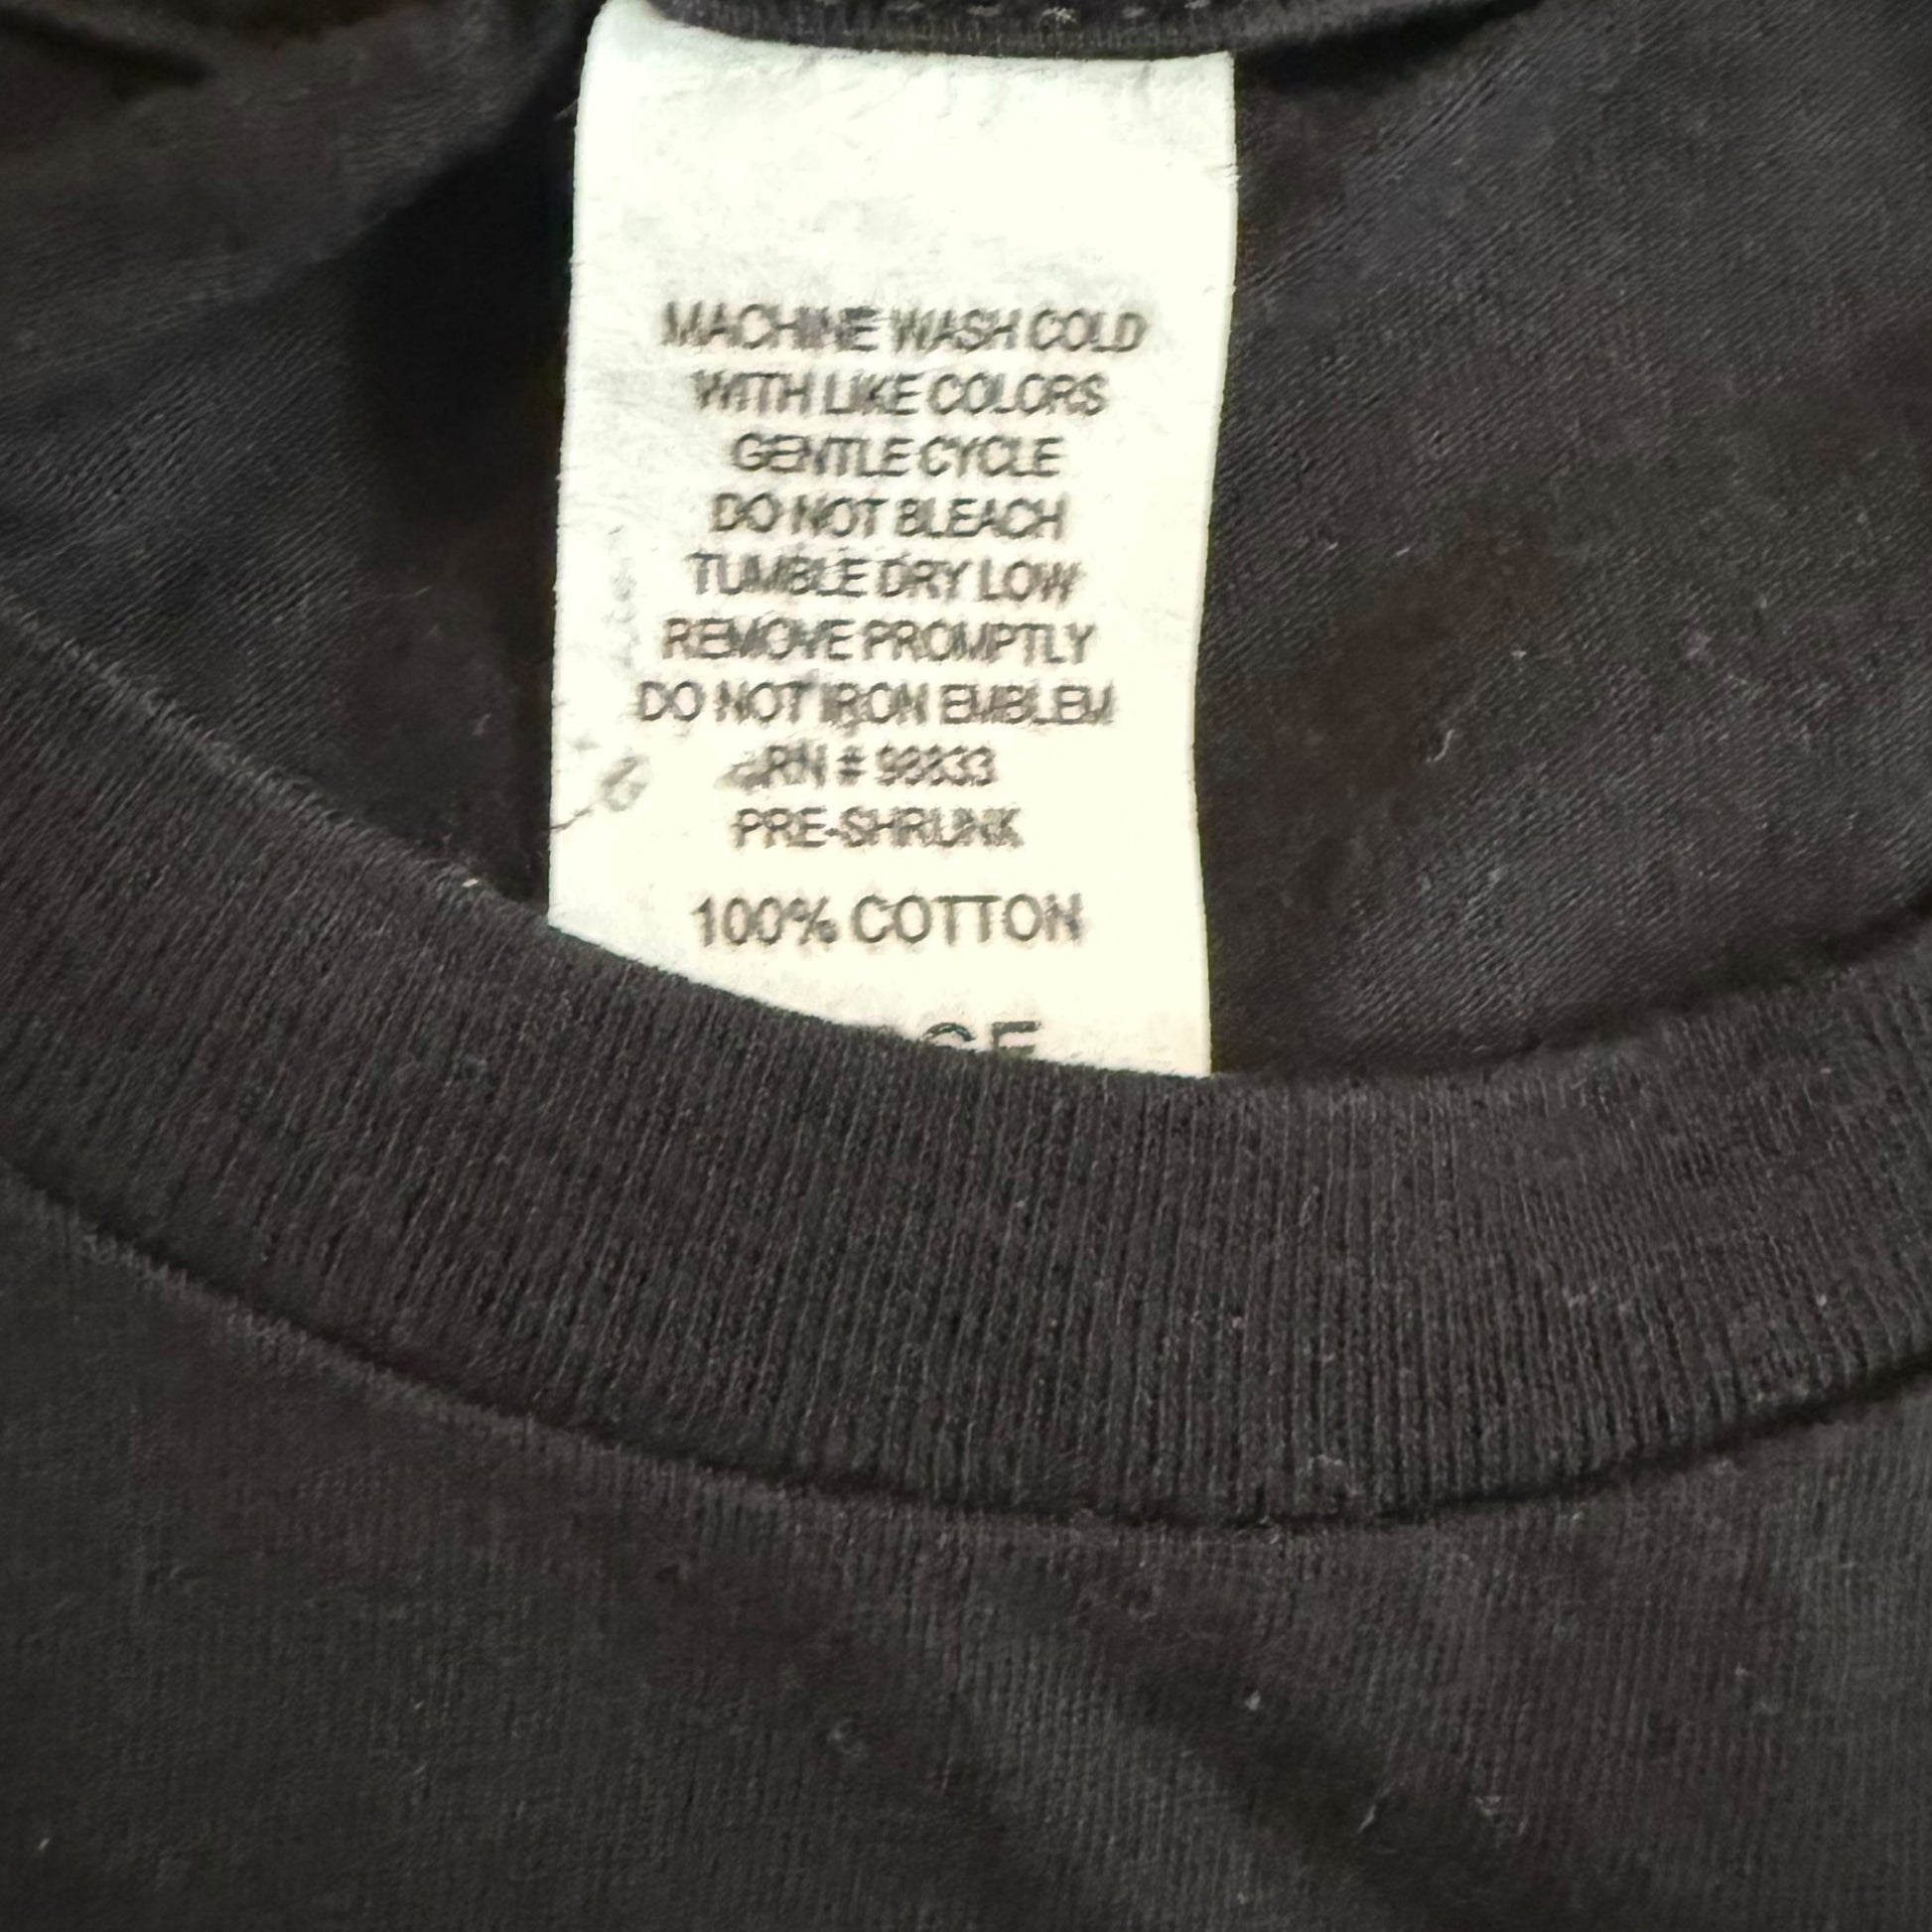 MACHINE WASH COLD
WITH LIKE COLORS
GENTLE CYCLE
DO NOT BLEACH
TUMBLE DRY LOW
REMOVE PROMPTLY
DO NOT IRON EMBLEM
RN # 98833
PRE-SHRUNK
100% COTTON